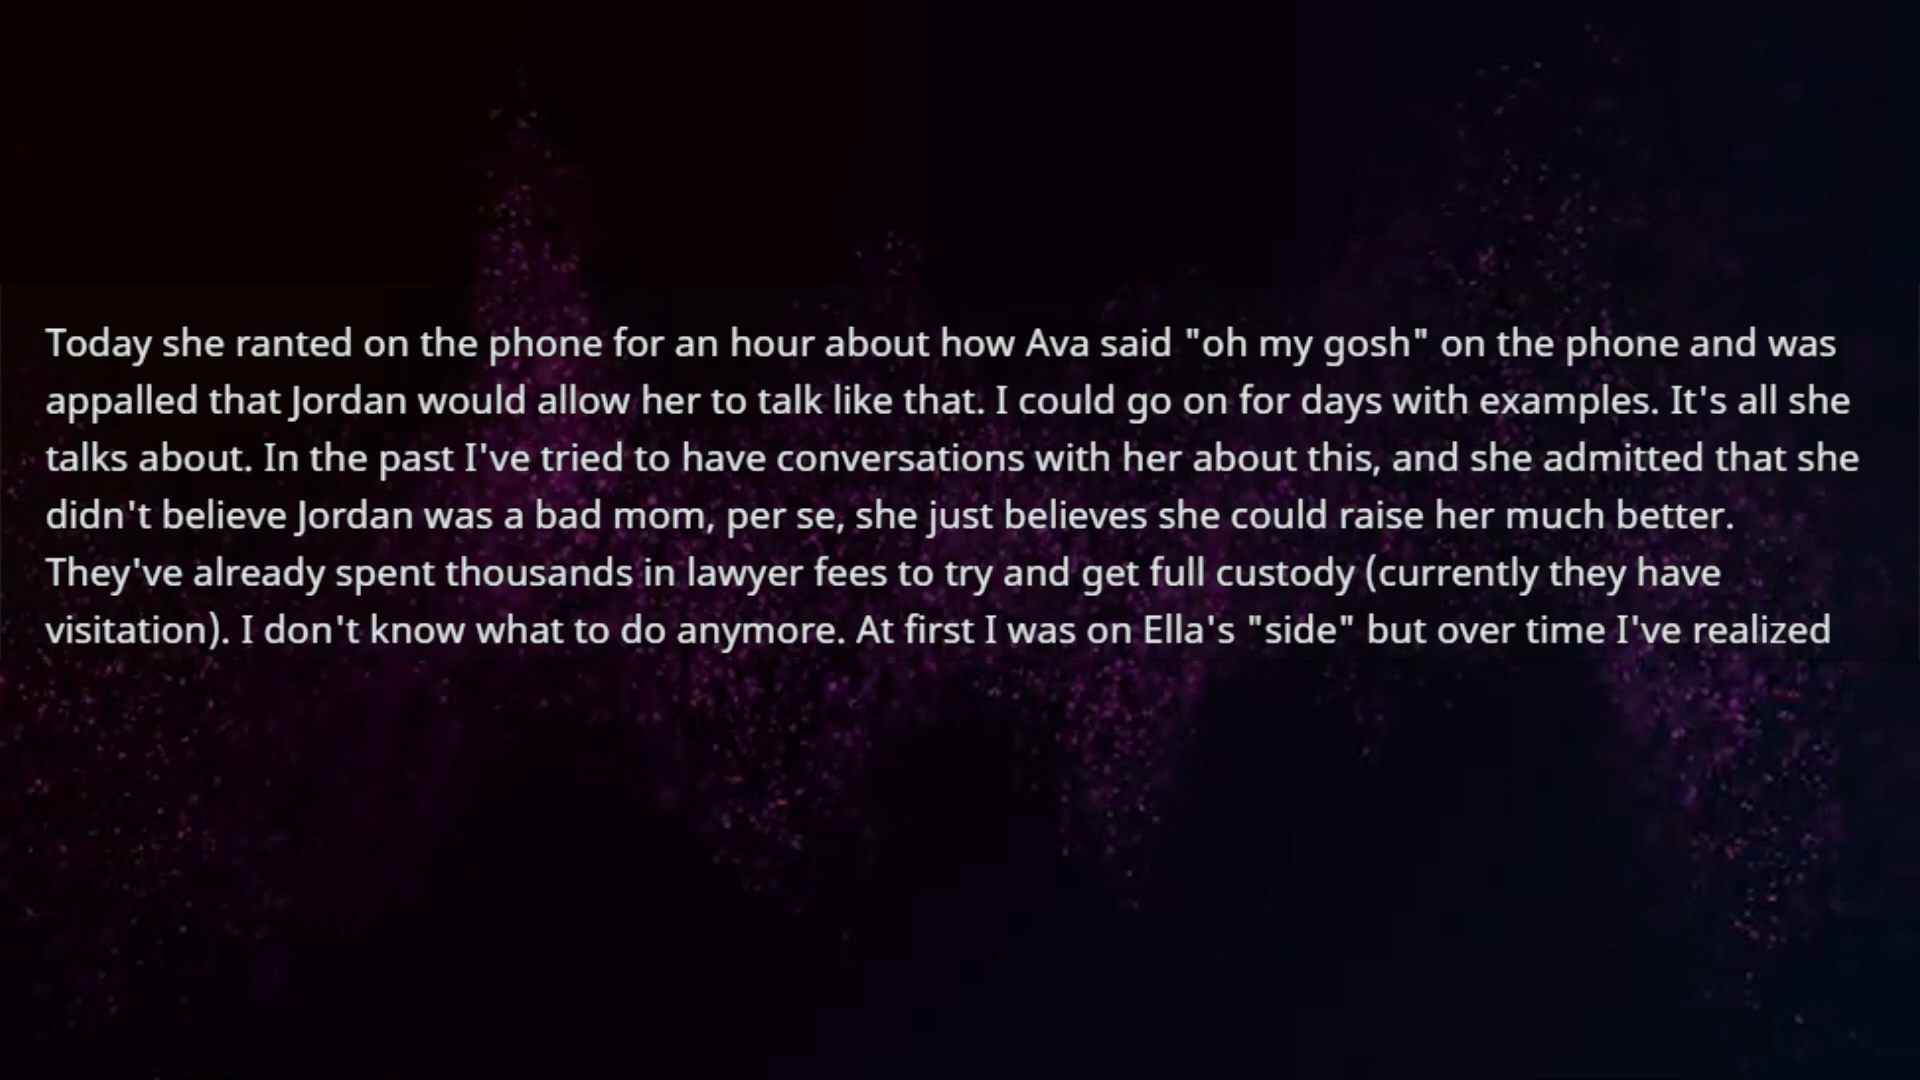 Today she ranted on the phone for an hour about how Ava said "oh my gosh" on the phone and was
appalled that Jordan would allow her to talk like that. I could go on for days with examples. It's all she
talks about. In the past I've tried to have conversations with her about this, and she admitted that she
didn't believe Jordan was a bad mom, per se, she just believes she could raise her much better.
They've already spent thousands in lawyer fees to try and get full custody (currently they have
visitation). I don't know what to do anymore. At first I was on Ella's "side" but over time I've realized